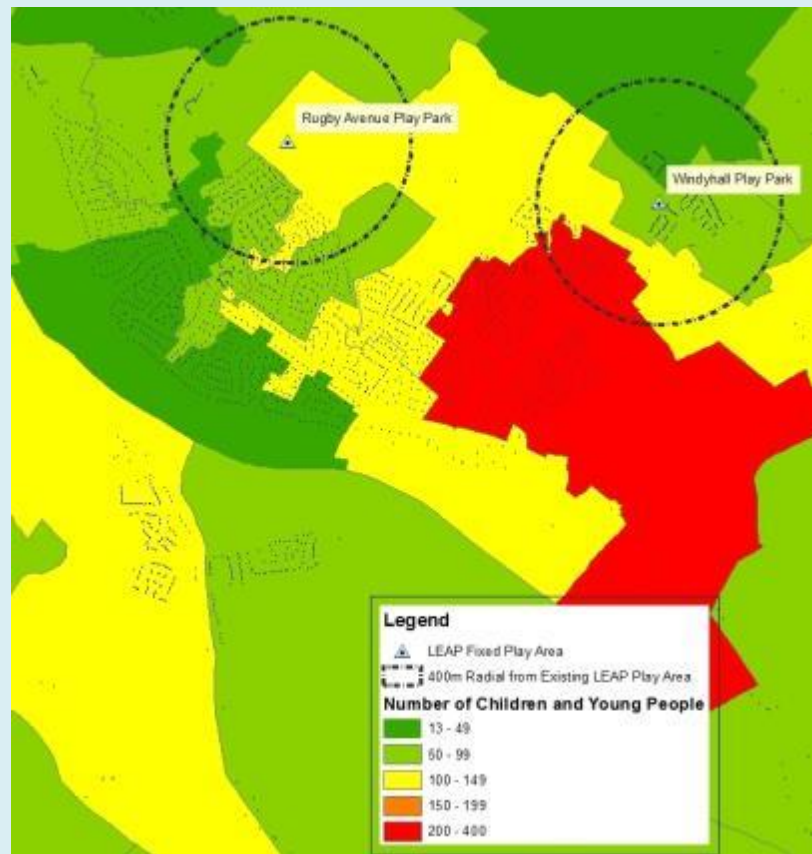 Rugby Avenue Play Park
Windyhall Play Park
Legend
LEAP Fixed Play Area
400m Radial from Existing LEAP Play Area
Number of Children and Young People
13 - 49
50 - 99
100 - 149
150 - 199
200 - 400